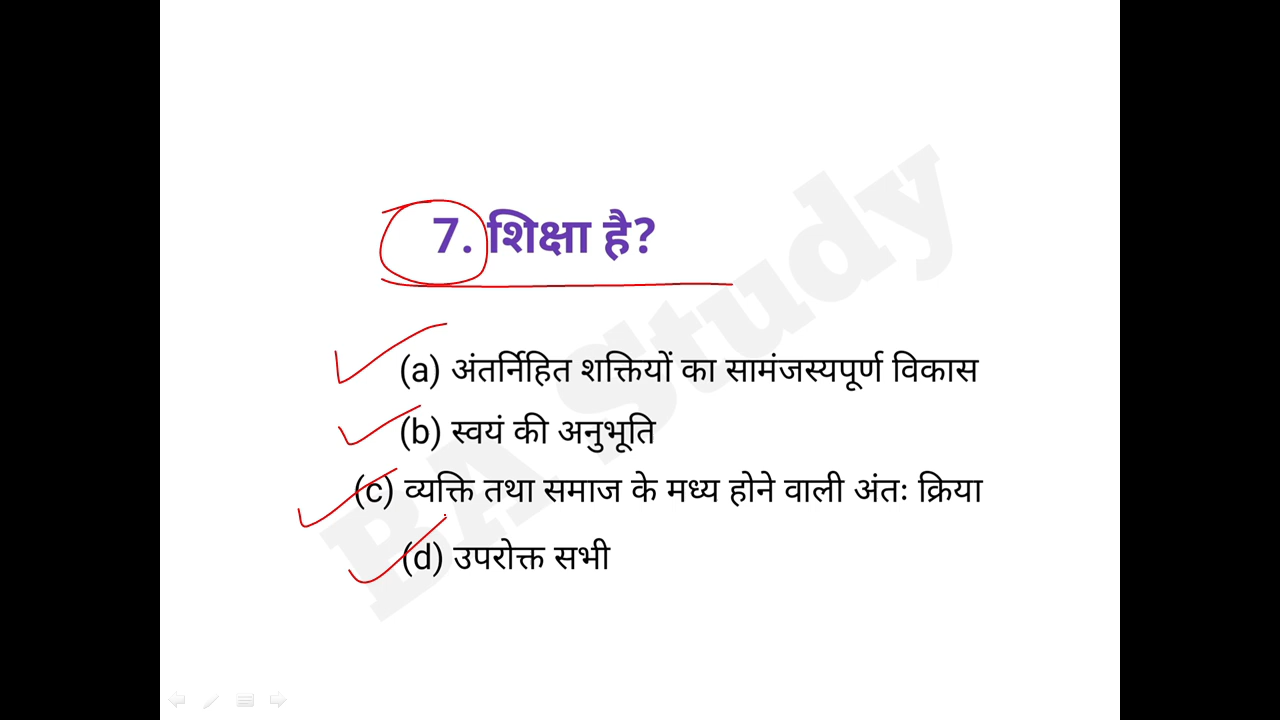 7. शिक्षा है?
(a) अंतर्निहित शक्तियों का सामंजस्यपूर्ण विकास
(b) स्वयं की अनुभूति
(c) व्यक्ति तथा समाज के मध्य होने वाली अंतः क्रिया
(d) उपरोक्त सभी
BA Study